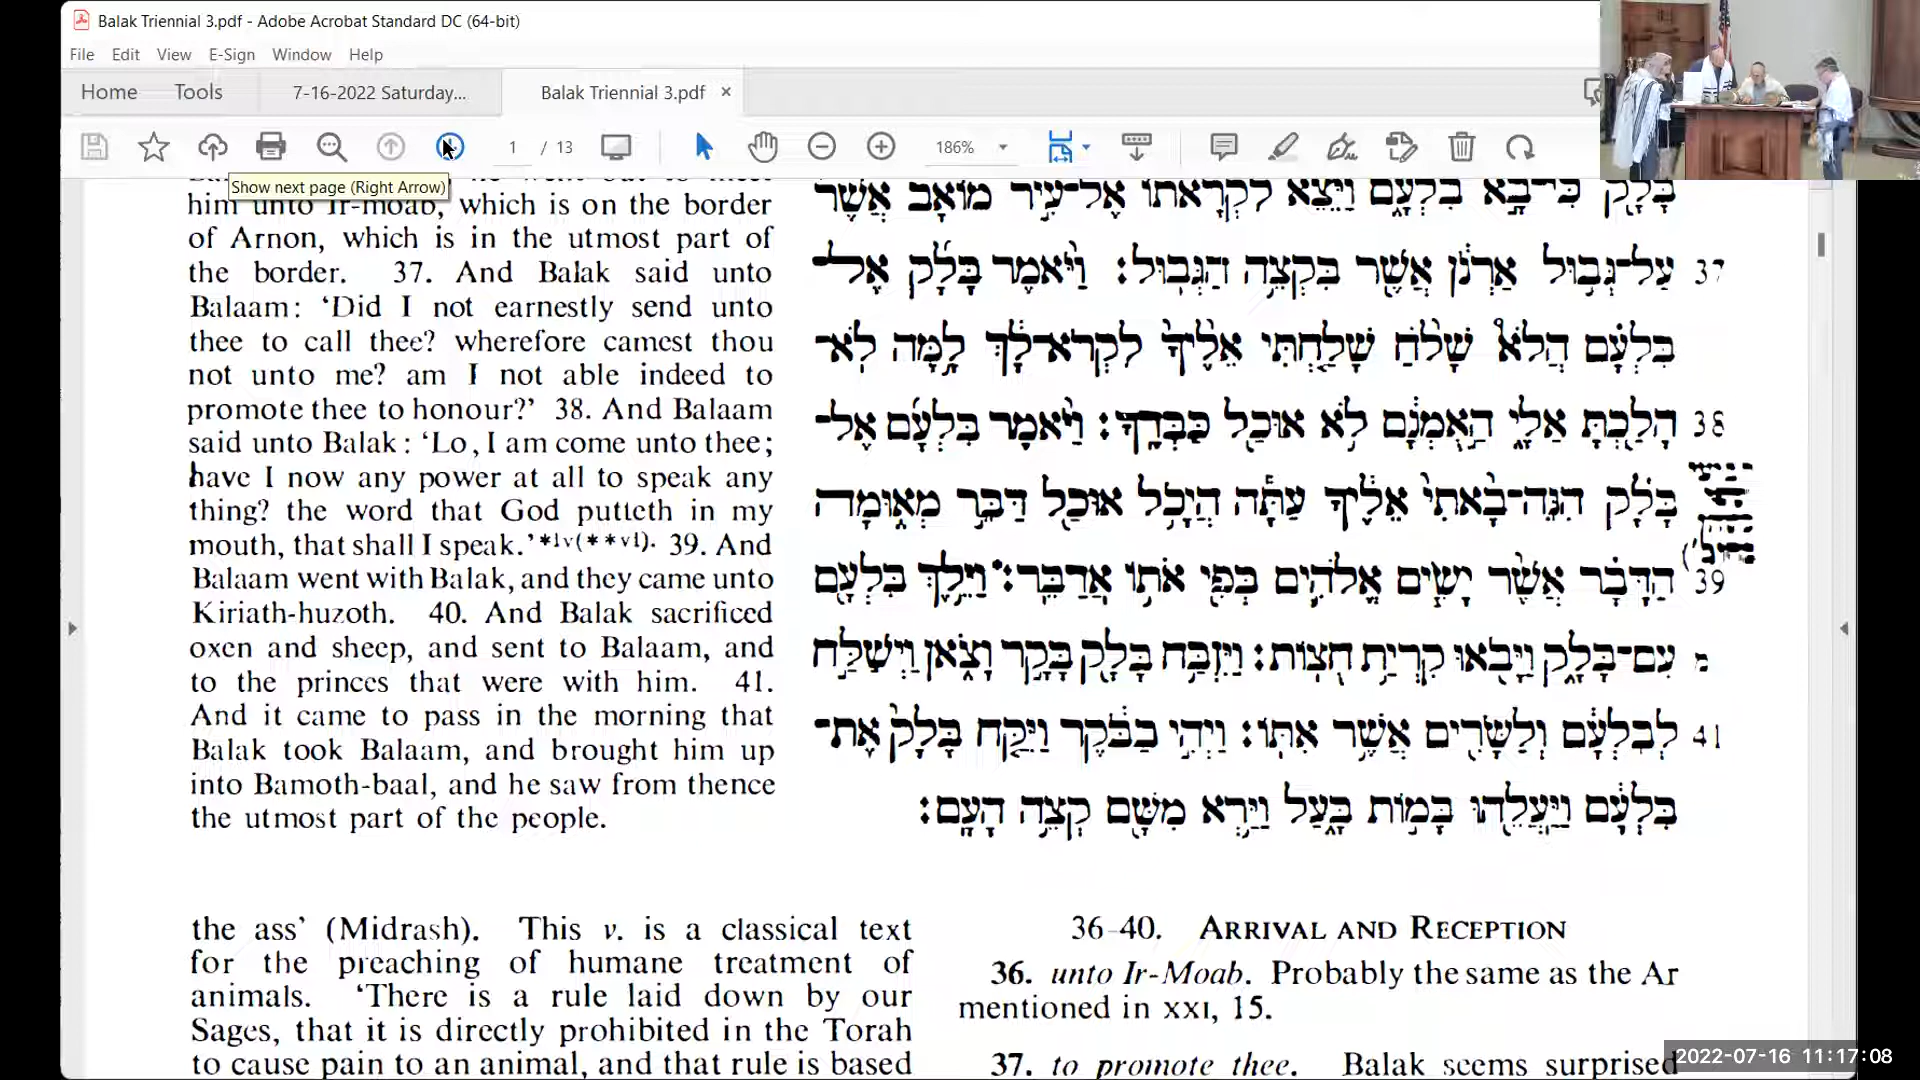 Balak Triennial 3.pdf - Adobe Acrobat Standard DC (64-bit)
File Edit View E-Sign Window Help
Home Tools 7-16-2022 Saturday... Balak Triennial 3.pdf ×
1 / 13 186%
Show next page (Right Arrow)
him unto Ir-moab, which is on the border
of Arnon, which is in the utmost part of
the border. 37. And Balak said unto
Balaam: ‘Did I not earnestly send unto
thee to call thee? wherefore camest thou
not unto me? am I not able indeed to
promote thee to honour?’ 38. And Balaam
said unto Balak: ‘Lo, I am come unto thee;
have I now any power at all to speak any
thing? the word that God putteth in my
mouth, that shall I speak.’*iv(**vi). 39. And
Balaam went with Balak, and they came unto
Kiriath-huzoth. 40. And Balak sacrificed
oxen and sheep, and sent to Balaam, and
to the princes that were with him. 41.
And it came to pass in the morning that
Balak took Balaam, and brought him up
into Bamoth-baal, and he saw from thence
the utmost part of the people.
בָּלָ֖ק כִּי־בָ֣א בִלְעָ֑ם וַיֵּצֵ֨א לִקְרָאת֜וֹ אֶל־עִ֣יר מוֹאָ֗ב אֲשֶׁר֙
37 עַל־גְּב֣וּל אַרְנֹ֔ן אֲשֶׁ֖ר בִּקְצֵ֥ה הַגְּבֽוּל׃ וַיֹּ֨אמֶר בָּלָ֜ק אֶל־
בִּלְעָ֗ם הֲלֹא֩ שָׁלֹ֨חַ שָׁלַ֤חְתִּי אֵלֶ֙יךָ֙ לִקְרֹא־לָ֔ךְ לָ֥מָּה לֹֽא־
38 הָלַ֖כְתָּ אֵלָ֑י הַֽאֻמְנָ֔ם לֹ֥א אוּכַ֖ל כַּבְּדֶֽךָ׃ וַיֹּ֨אמֶר בִּלְעָ֜ם אֶל־
בָּלָ֗ק הִנֵּה־בָ֙אתִי֙ אֵלֶ֔יךָ עַתָּ֕ה הֲיָכֹ֥ל אוּכַ֖ל דַּבֵּ֣ר מְא֑וּמָה
39 הַדָּבָ֗ר אֲשֶׁ֨ר יָשִׂ֧ים אֱלֹהִ֛ים בְּפִ֖י אֹת֥וֹ אֲדַבֵּֽר׃* וַיֵּ֥לֶךְ בִּלְעָ֖ם
מ עִם־בָּלָ֑ק וַיָּבֹ֖אוּ קִרְיַ֥ת חֻצֽוֹת׃ וַיִּזְבַּ֥ח בָּלָ֖ק בָּקָ֣ר וָצֹ֑אן וַיְשַׁלַּ֣ח
41 לְבִלְעָ֔ם וְלַשָּׂרִ֖ים אֲשֶׁ֥ר אִתּֽוֹ׃ וַיְהִ֣י בַבֹּ֔קֶר וַיִּקַּ֤ח בָּלָק֙ אֶת־
בִּלְעָ֔ם וַֽיַּעֲלֵ֖הוּ בָּמ֣וֹת בָּ֑עַל וַיַּ֥רְא מִשָּׁ֖ם קְצֵ֥ה הָעָֽם׃
the ass’ (Midrash). This v. is a classical text
for the preaching of humane treatment of
animals. ‘There is a rule laid down by our
Sages, that it is directly prohibited in the Torah
to cause pain to an animal, and that rule is based
36-40. ARRIVAL AND RECEPTION
36. unto Ir-Moab. Probably the same as the Ar
mentioned in XXI, 15.
37. to promote thee. Balak seems surprised
2022-07-16 11:17:08